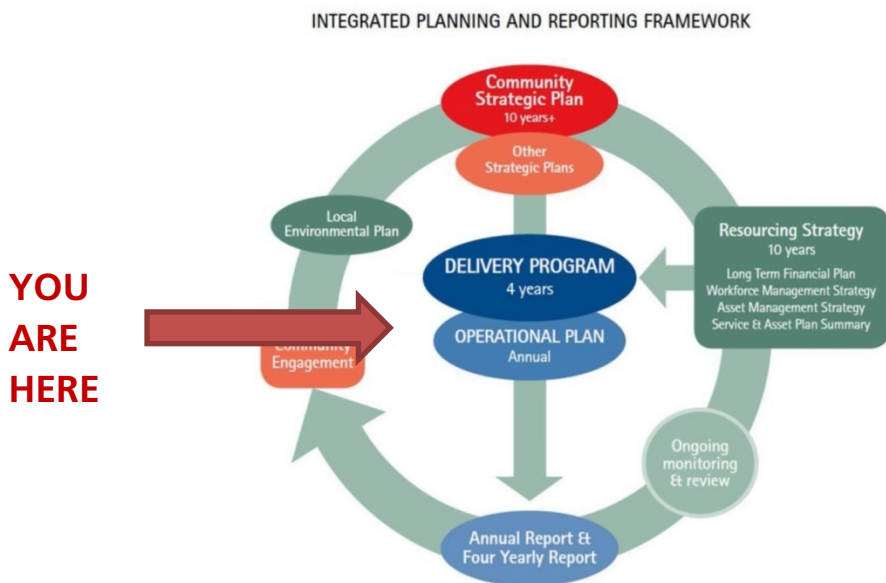 INTEGRATED PLANNING AND REPORTING FRAMEWORK
Community
Strategic Plan
10 years+
Other
Strategic Plans
Local
Environmental Plan
Resourcing Strategy
10 years
Long Term Financial Plan
Workforce Management Strategy
Asset Management Strategy
Service & Asset Plan Summary
DELIVERY PROGRAM
4 years
YOU
ARE
HERE
OPERATIONAL PLAN
Annual
Community
Engagement
Ongoing
monitoring
& review
Annual Report &
Four Yearly Report